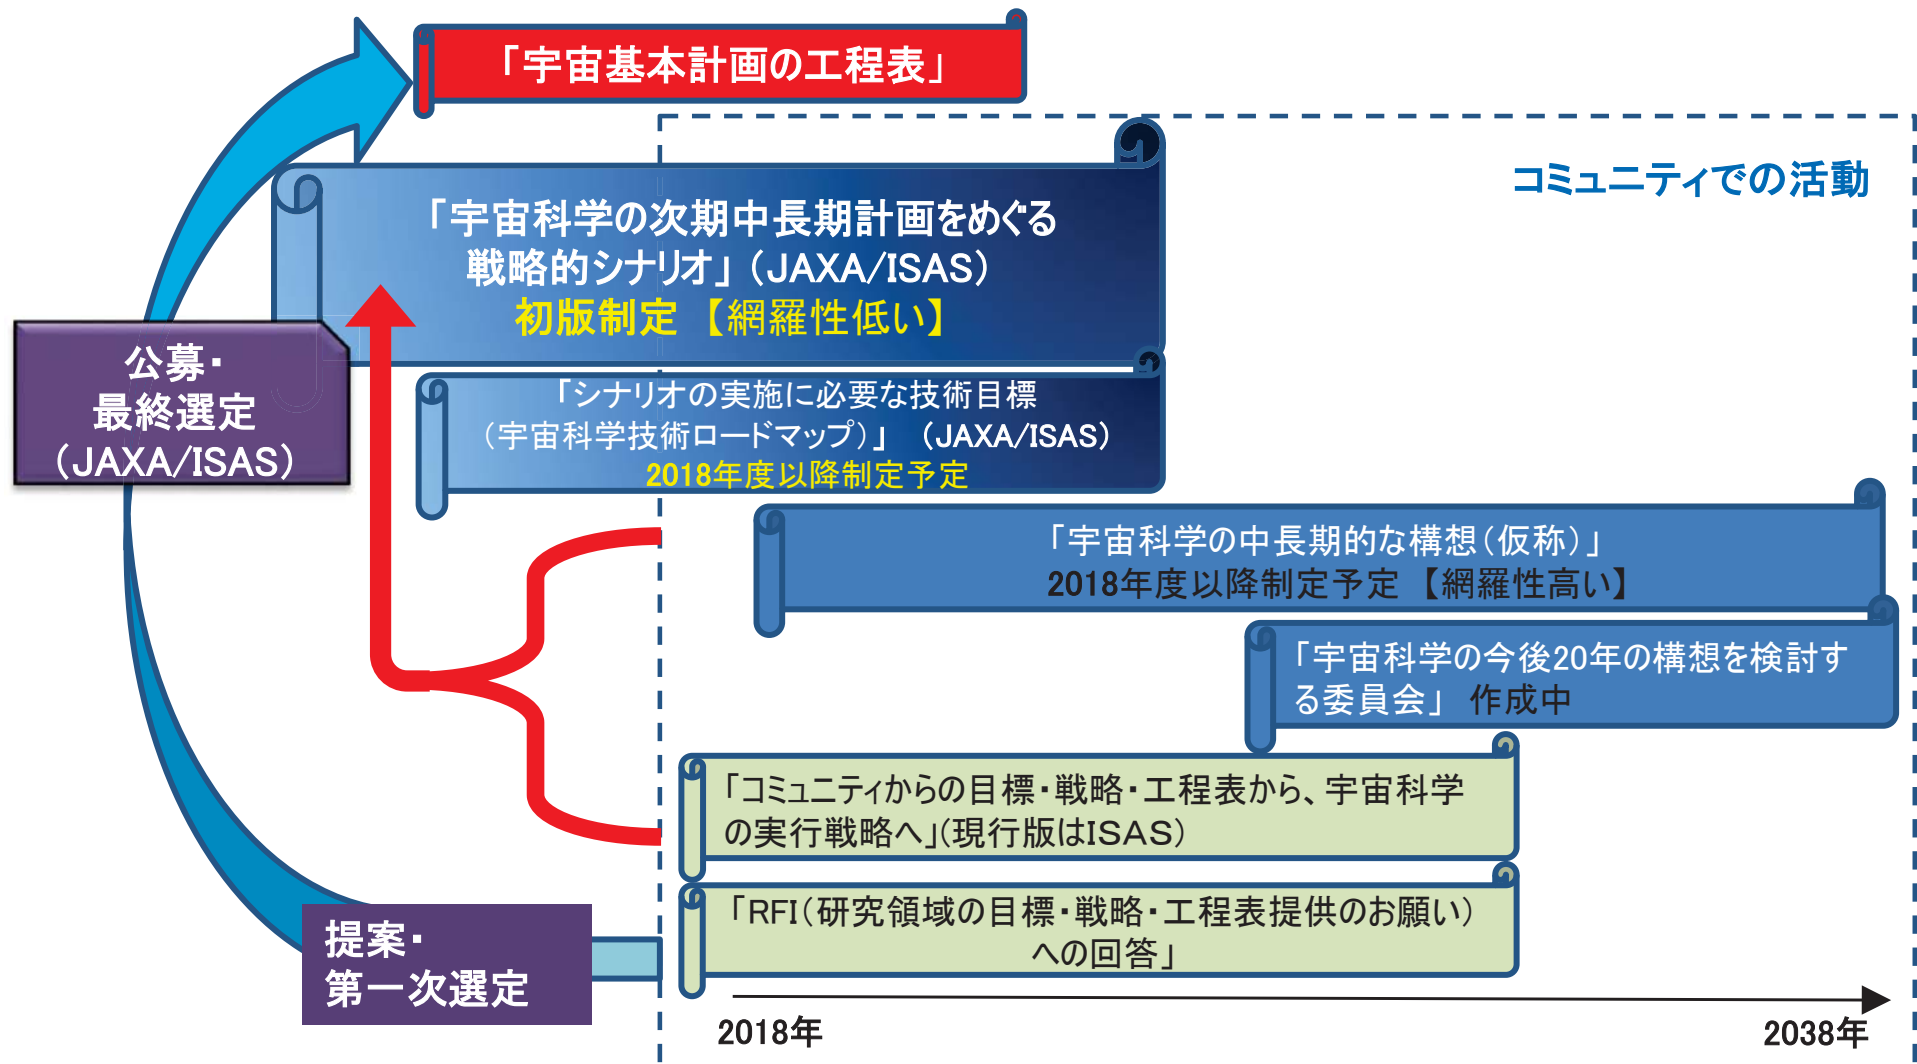 「宇宙基本計画の工程表」
コミュニティでの活動
「宇宙科学の次期中長期計画をめぐる
戦略的シナリオ」（JAXA/ISAS）
初版制定 【網羅性低い】
公募・
最終選定
（JAXA/ISAS）
「シナリオの実施に必要な技術目標
（宇宙科学技術ロードマップ）」 （JAXA/ISAS）
2018年度以降制定予定
「宇宙科学の中長期的な構想（仮称）」
2018年度以降制定予定 【網羅性高い】
「宇宙科学の今後20年の構想を検討す
る委員会」 作成中
「コミュニティからの目標・戦略・工程表から、宇宙科学
の実行戦略へ」（現行版はISAS）
「RFI（研究領域の目標・戦略・工程表提供のお願い）
への回答」
提案・
第一次選定
2018年
2038年